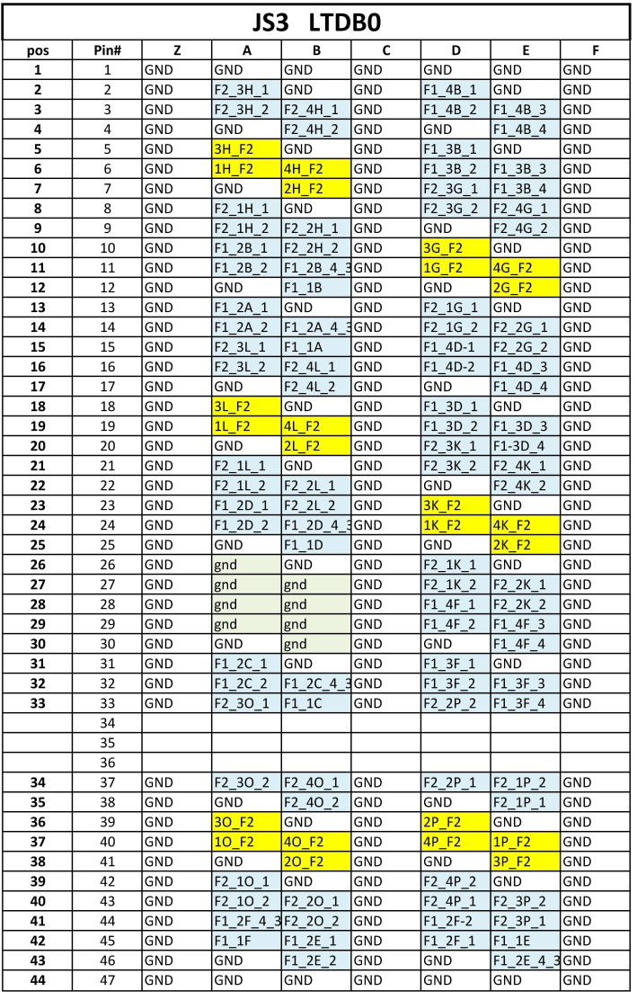 JS3 LTDB0
pos Pin# Z A B C D E F
1 1 GND GND GND GND GND GND GND
2 2 GND F2_3H_1 GND GND F1_4B_1 GND GND
3 3 GND F2_3H_2 F2_4H_1 GND F1_4B_2 F1_4B_3 GND
4 4 GND GND F2_4H_2 GND GND F1_4B_4 GND
5 5 GND 3H_F2 GND GND F1_3B_1 GND GND
6 6 GND 1H_F2 4H_F2 GND F1_3B_2 F1_3B_3 GND
7 7 GND GND 2H_F2 GND F2_3G_1 F1_3B_4 GND
8 8 GND F2_1H_1 GND GND F2_3G_2 F2_4G_1 GND
9 9 GND F2_1H_2 F2_2H_1 GND GND F2_4G_2 GND
10 10 GND F1_2B_1 F2_2H_2 GND 3G_F2 GND GND
11 11 GND F1_2B_2 F1_2B_4_3 GND 1G_F2 4G_F2 GND
12 12 GND GND F1_1B GND GND 2G_F2 GND
13 13 GND F1_2A_1 GND GND F2_1G_1 GND GND
14 14 GND F1_2A_2 F1_2A_4_3 GND F2_1G_2 F2_2G_1 GND
15 15 GND F2_3L_1 F1_1A GND F1_4D-1 F2_2G_2 GND
16 16 GND F2_3L_2 F2_4L_1 GND F1_4D-2 F1_4D_3 GND
17 17 GND GND F2_4L_2 GND GND F1_4D_4 GND
18 18 GND 3L_F2 GND GND F1_3D_1 GND GND
19 19 GND 1L_F2 4L_F2 GND F1_3D_2 F1_3D_3 GND
20 20 GND GND 2L_F2 GND F2_3K_1 F1-3D_4 GND
21 21 GND F2_1L_1 GND GND F2_3K_2 F2_4K_1 GND
22 22 GND F2_1L_2 F2_2L_1 GND GND F2_4K_2 GND
23 23 GND F1_2D_1 F2_2L_2 GND 3K_F2 GND GND
24 24 GND F1_2D_2 F1_2D_4_3 GND 1K_F2 4K_F2 GND
25 25 GND GND F1_1D GND GND 2K_F2 GND
26 26 GND gnd GND GND F2_1K_1 GND GND
27 27 GND gnd gnd GND F2_1K_2 F2_2K_1 GND
28 28 GND gnd gnd GND F1_4F_1 F2_2K_2 GND
29 29 GND gnd gnd GND F1_4F_2 F1_4F_3 GND
30 30 GND GND gnd GND GND F1_4F_4 GND
31 31 GND F1_2C_1 GND GND F1_3F_1 GND GND
32 32 GND F1_2C_2 F1_2C_4_3 GND F1_3F_2 F1_3F_3 GND
33 33 GND F2_3O_1 F1_1C GND F2_2P_2 F1_3F_4 GND
34
35
36
34 37 GND F2_3O_2 F2_4O_1 GND F2_2P_1 F2_1P_2 GND
35 38 GND GND F2_4O_2 GND GND F2_1P_1 GND
36 39 GND 3O_F2 GND GND 2P_F2 GND GND
37 40 GND 1O_F2 4O_F2 GND 4P_F2 1P_F2 GND
38 41 GND GND 2O_F2 GND GND 3P_F2 GND
39 42 GND F2_1O_1 GND GND F2_4P_2 GND GND
40 43 GND F2_1O_2 F2_2O_1 GND F2_4P_1 F2_3P_2 GND
41 44 GND F1_2F_4_3 F2_2O_2 GND F1_2F-2 F2_3P_1 GND
42 45 GND F1_1F F1_2E_1 GND F1_2F_1 F1_1E GND
43 46 GND GND F1_2E_2 GND GND F1_2E_4_3 GND
44 47 GND GND GND GND GND GND GND